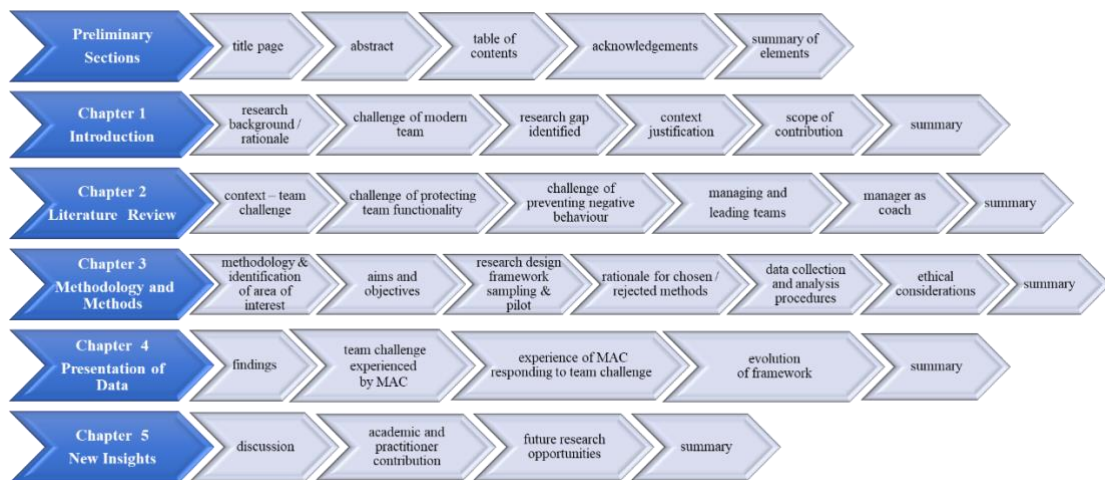 Preliminary
Sections
title page
abstract
table of
contents
acknowledgements
summary of
elements
Chapter 1
Introduction
research
background /
rationale
challenge of modern
team
research gap
identified
context
justification
scope of
contribution
summary
Chapter 2
Literature Review
context – team
challenge
challenge of protecting
team functionality
challenge of
preventing negative
behaviour
managing and
leading teams
manager as
coach
summary
Chapter 3
Methodology and
Methods
methodology &
identification
of area of
interest
aims and
objectives
research design
framework
sampling &
pilot
rationale for chosen /
rejected methods
data collection
and analysis
procedures
ethical
considerations
summary
Chapter 4
Presentation of
Data
findings
team challenge
experienced
by MAC
experience of MAC
responding to team challenge
evolution
of framework
summary
Chapter 5
New Insights
discussion
academic and
practitioner
contribution
future research
opportunities
summary